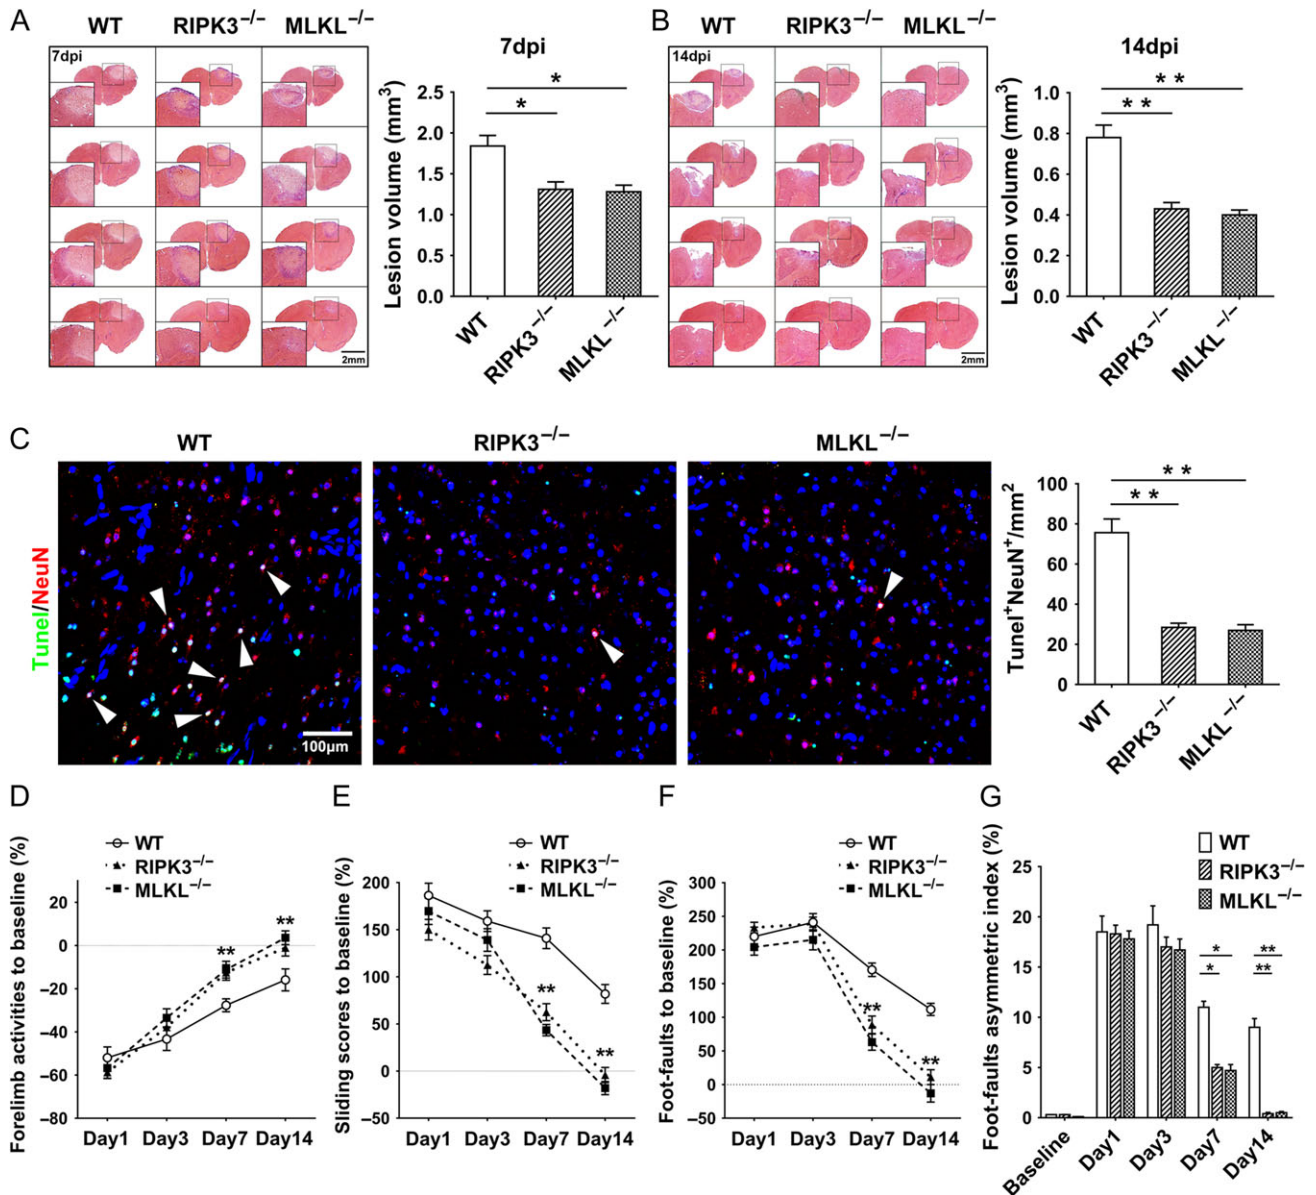 A
WT RIPK3−/− MLKL−/−
7dpi
2mm
7dpi
Lesion volume (mm3)
2.5
2.0
1.5
1.0
0.5
0.0
*
*
WT
RIPK3−/−
MLKL−/−
B
WT RIPK3−/− MLKL−/−
14dpi
2mm
14dpi
Lesion volume (mm3)
1.0
0.8
0.6
0.4
0.2
0.0
* *
* *
WT
RIPK3−/−
MLKL−/−
C
WT RIPK3−/− MLKL−/−
Tunel/NeuN
100μm
Tunel+NeuN+/mm2
100
80
60
40
20
0
* *
* *
WT
RIPK3−/−
MLKL−/−
D
Forelimb activities to baseline (%)
WT
RIPK3−/−
MLKL−/−
20
0
−20
−40
−60
−80
**
**
Day1 Day3 Day7 Day14
E
Sliding scores to baseline (%)
WT
RIPK3−/−
MLKL−/−
200
150
100
50
0
−50
**
**
Day1 Day3 Day7 Day14
F
Foot-faults to baseline (%)
WT
RIPK3−/−
MLKL−/−
300
250
200
150
100
50
0
−50
**
**
Day1 Day3 Day7 Day14
G
Foot-faults asymmetric index (%)
WT
RIPK3−/−
MLKL−/−
25
20
15
10
5
0
*
*
**
**
Baseline
Day1
Day3
Day7
Day14